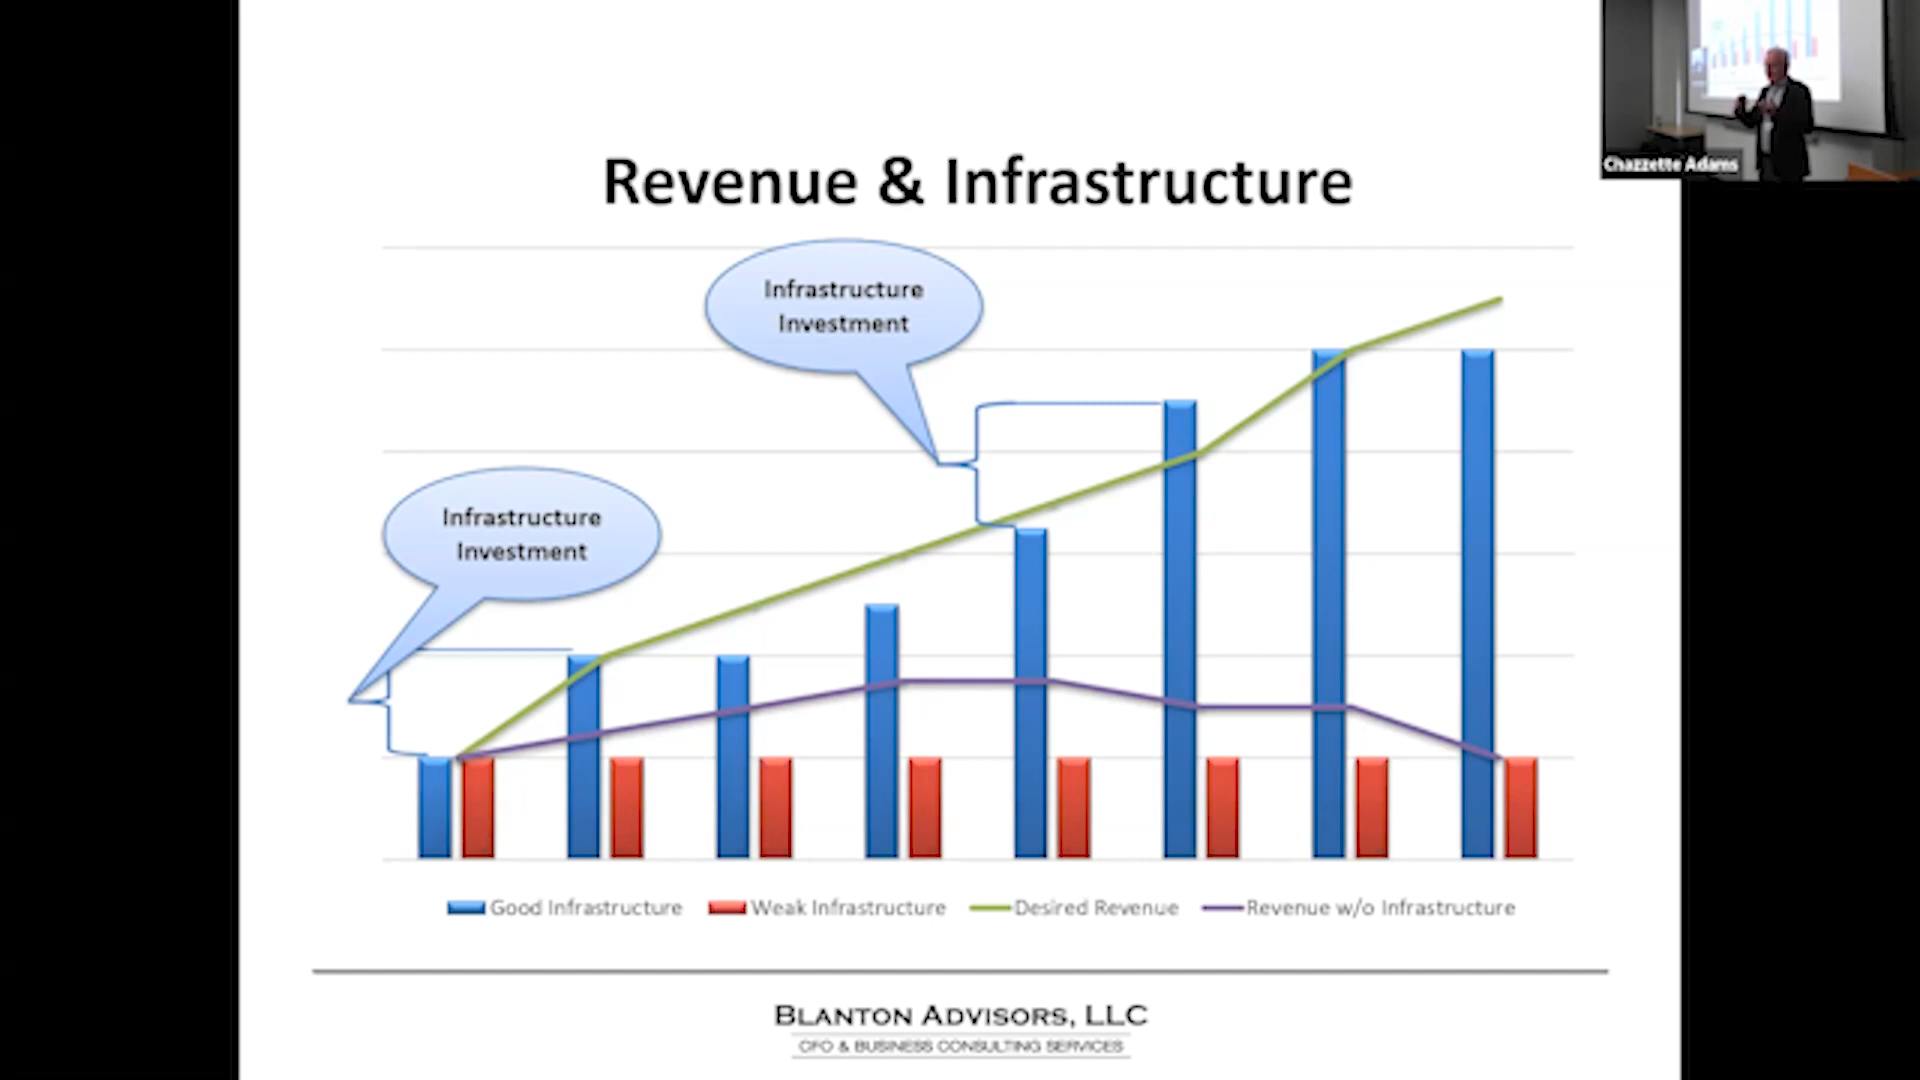 Chazzette Adams
Revenue & Infrastructure
Infrastructure
Investment
Infrastructure
Investment
Good Infrastructure
Weak Infrastructure
Desired Revenue
Revenue w/o Infrastructure
BLANTON ADVISORS, LLC
CFO & BUSINESS CONSULTING SERVICES